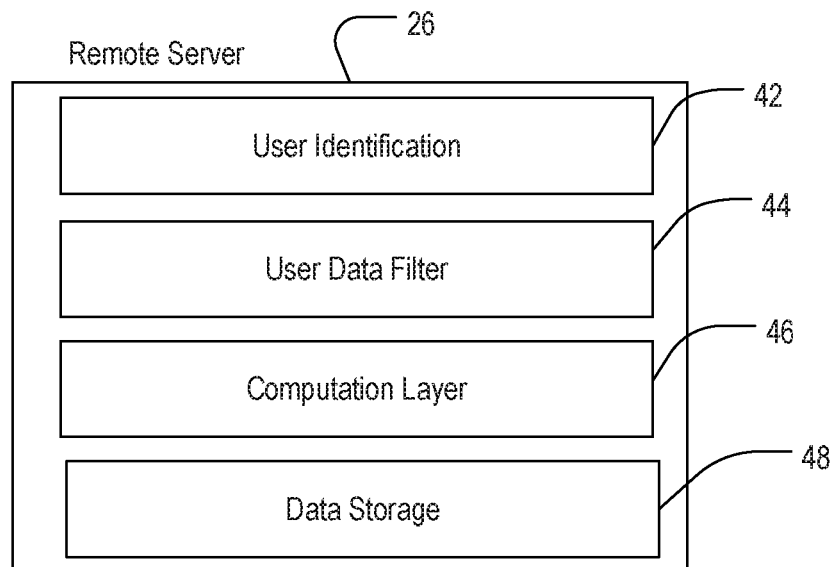 26
Remote Server
42
User Identification
44
User Data Filter
46
Computation Layer
48
Data Storage